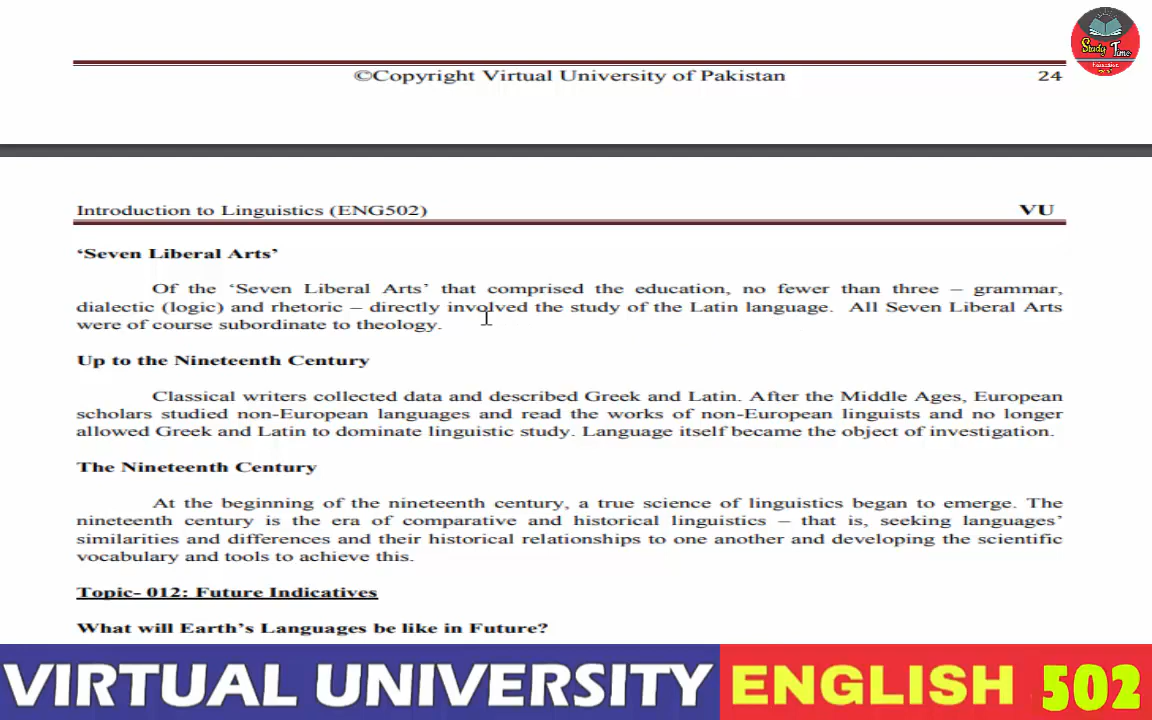 Study Time
Education
©Copyright Virtual University of Pakistan 24
Introduction to Linguistics (ENG502) VU
‘Seven Liberal Arts’
Of the ‘Seven Liberal Arts’ that comprised the education, no fewer than three – grammar,
dialectic (logic) and rhetoric – directly involved the study of the Latin language. All Seven Liberal Arts
were of course subordinate to theology.
Up to the Nineteenth Century
Classical writers collected data and described Greek and Latin. After the Middle Ages, European
scholars studied non-European languages and read the works of non-European linguists and no longer
allowed Greek and Latin to dominate linguistic study. Language itself became the object of investigation.
The Nineteenth Century
At the beginning of the nineteenth century, a true science of linguistics began to emerge. The
nineteenth century is the era of comparative and historical linguistics – that is, seeking languages’
similarities and differences and their historical relationships to one another and developing the scientific
vocabulary and tools to achieve this.
Topic- 012: Future Indicatives
What will Earth’s Languages be like in Future?
VIRTUAL UNIVERSITY ENGLISH 502